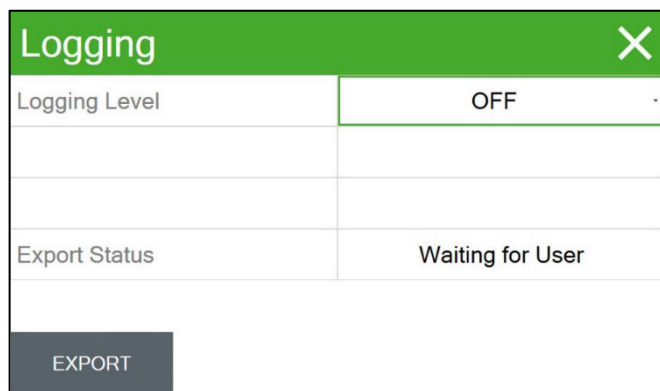 Logging
Logging Level OFF
Export Status Waiting for User
EXPORT